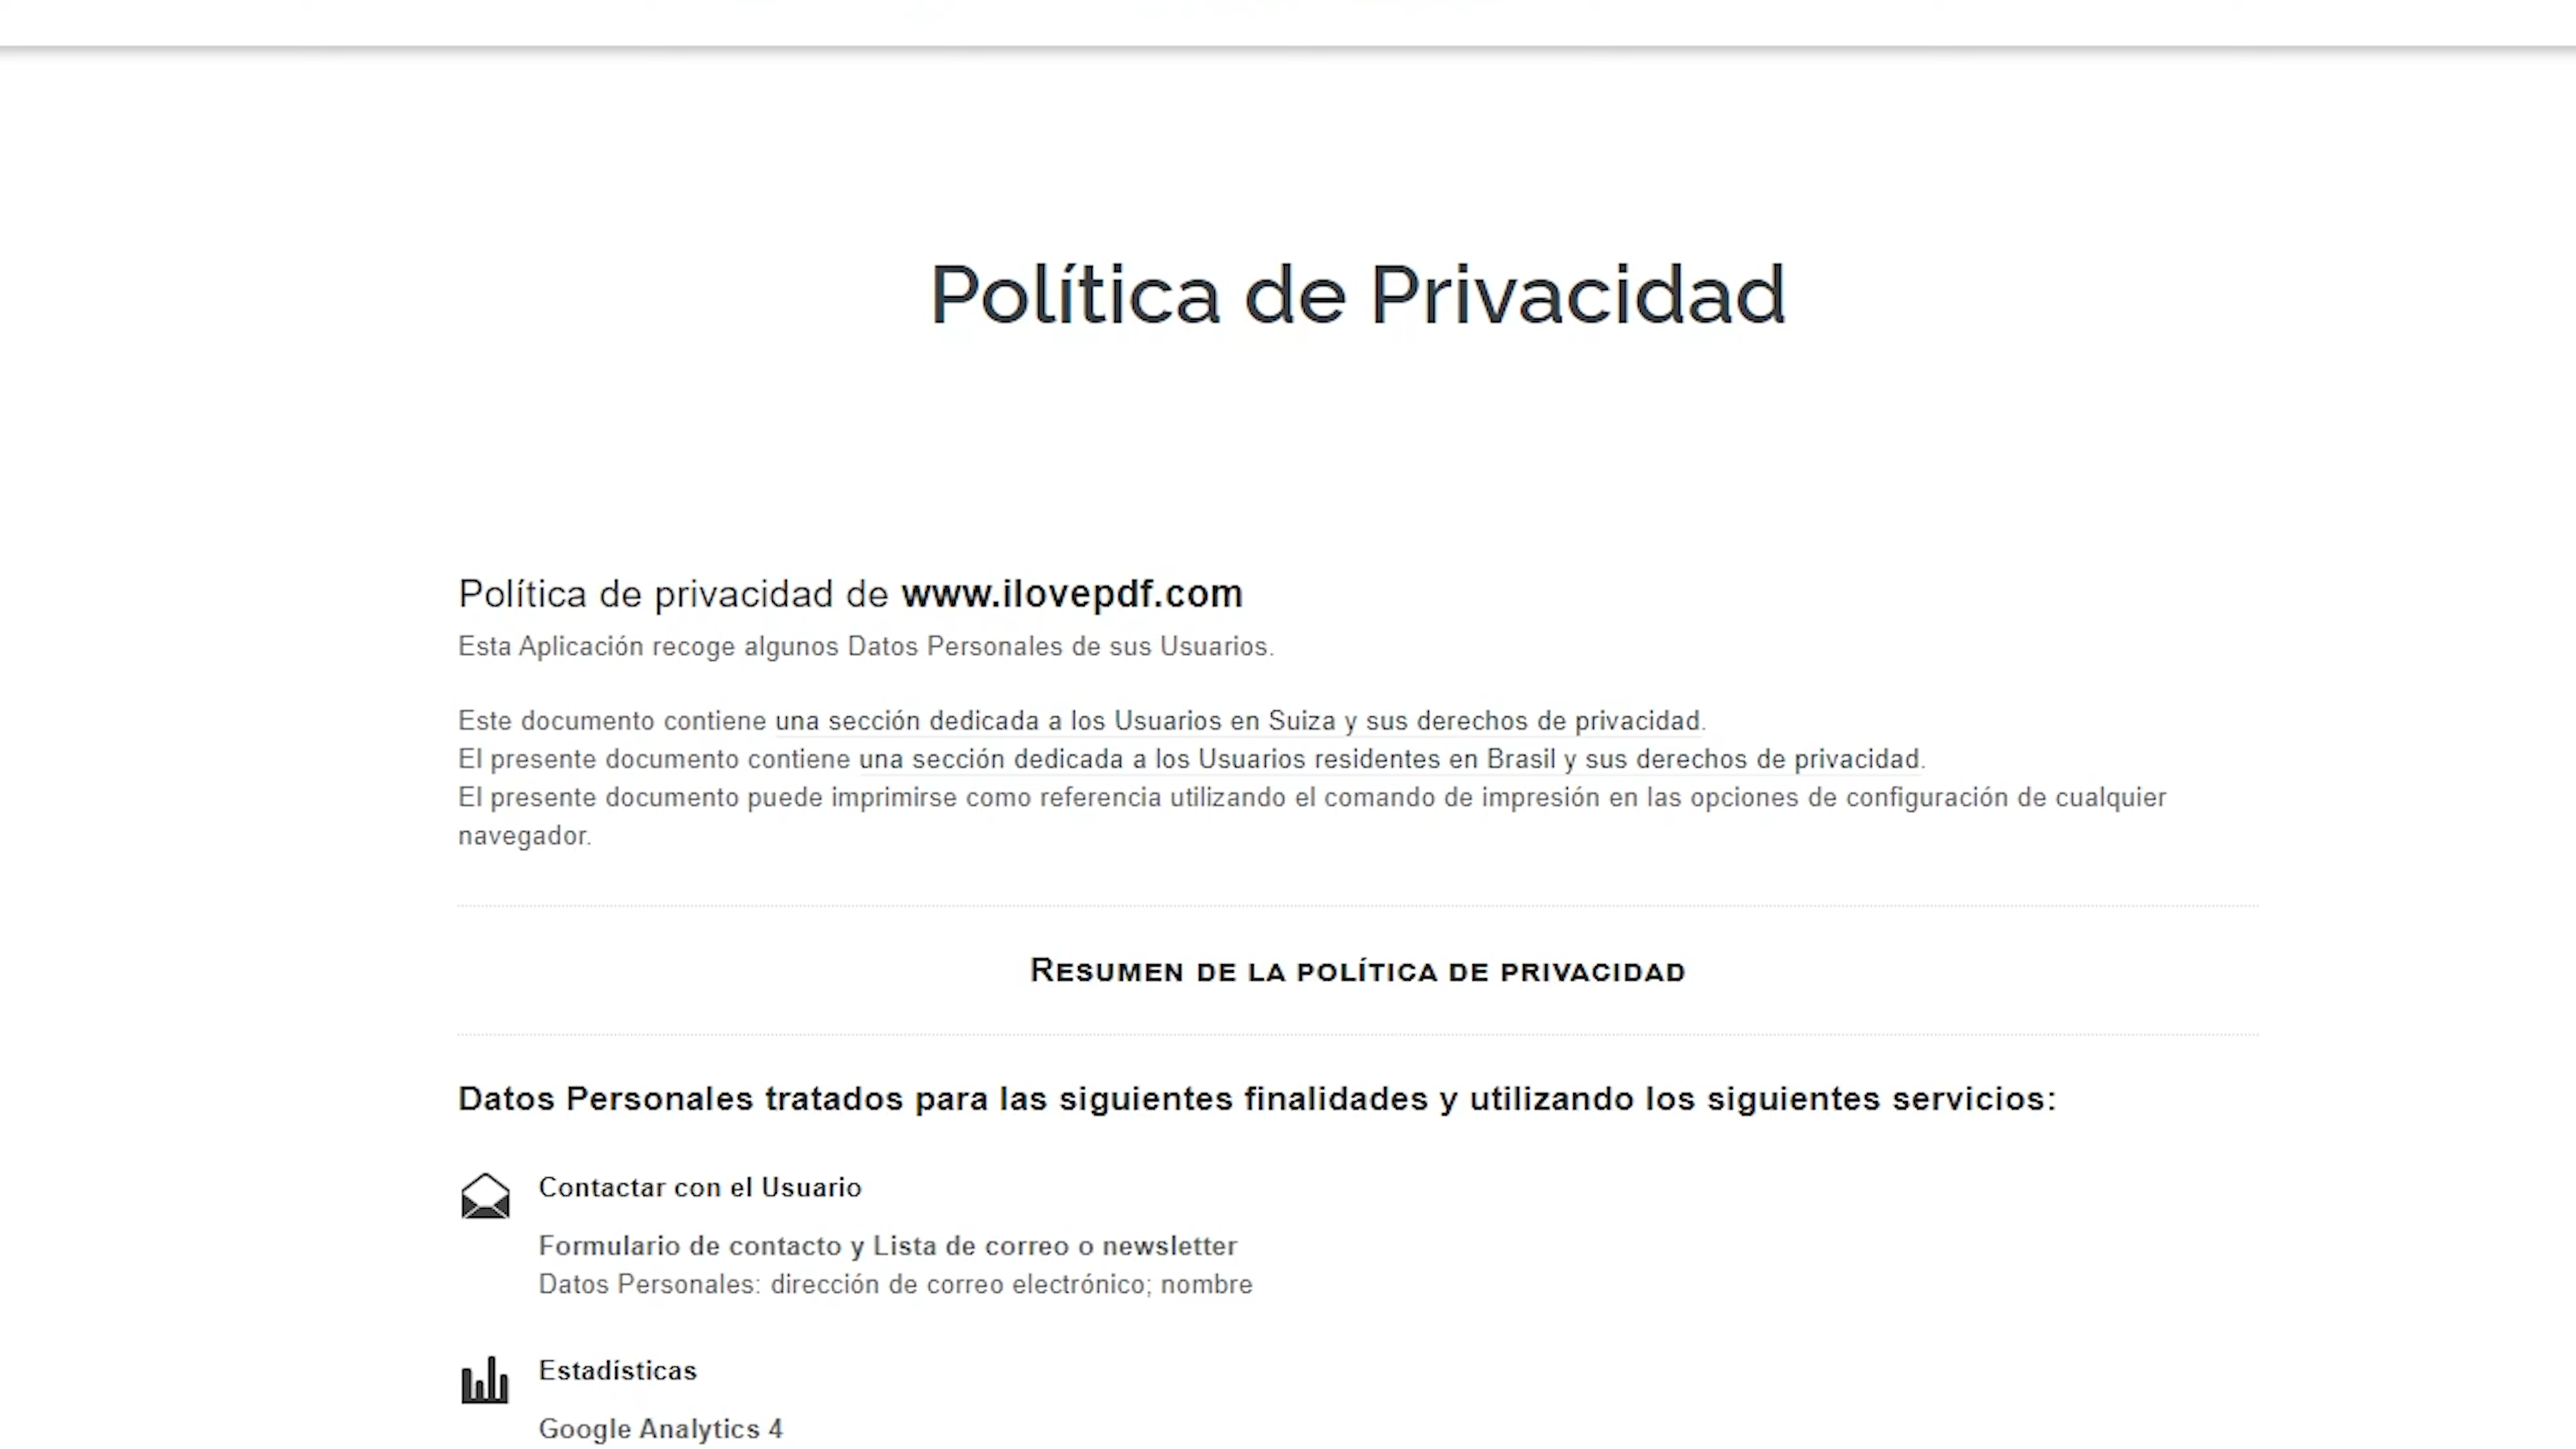 Política de Privacidad
Política de privacidad de www.ilovepdf.com
Esta Aplicación recoge algunos Datos Personales de sus Usuarios.
Este documento contiene una sección dedicada a los Usuarios en Suiza y sus derechos de privacidad.
El presente documento contiene una sección dedicada a los Usuarios residentes en Brasil y sus derechos de privacidad.
El presente documento puede imprimirse como referencia utilizando el comando de impresión en las opciones de configuración de cualquier
navegador.
RESUMEN DE LA POLÍTICA DE PRIVACIDAD
Datos Personales tratados para las siguientes finalidades y utilizando los siguientes servicios:
Contactar con el Usuario
Formulario de contacto y Lista de correo o newsletter
Datos Personales: dirección de correo electrónico; nombre
Estadísticas
Google Analytics 4